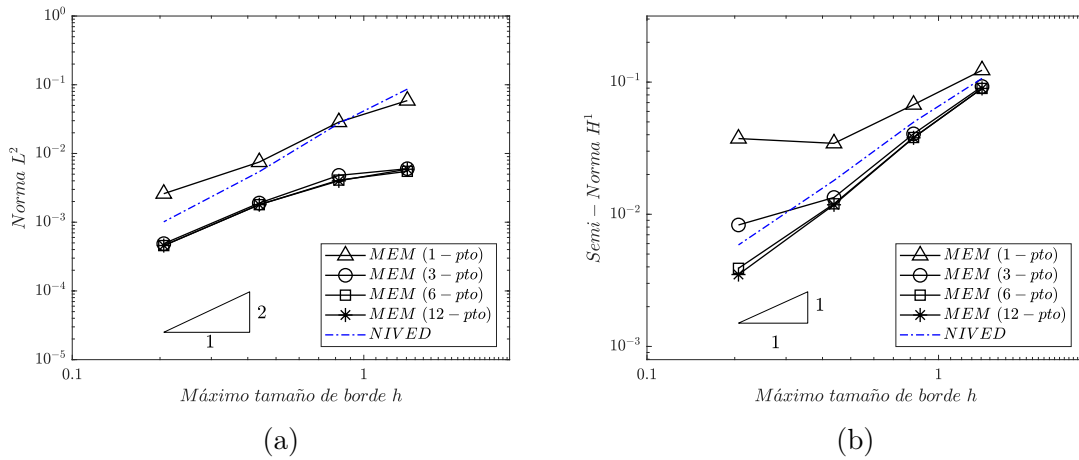 10^0
10^-1
10^-2
10^-3
10^-4
10^-5
Norma L^2
0.1
1
Máximo tamaño de borde h
MEM (1 − pto)
MEM (3 − pto)
MEM (6 − pto)
MEM (12 − pto)
NIVED
2
1
(a)
10^-1
10^-2
10^-3
Semi − Norma H^1
0.1
1
Máximo tamaño de borde h
MEM (1 − pto)
MEM (3 − pto)
MEM (6 − pto)
MEM (12 − pto)
NIVED
1
1
(b)